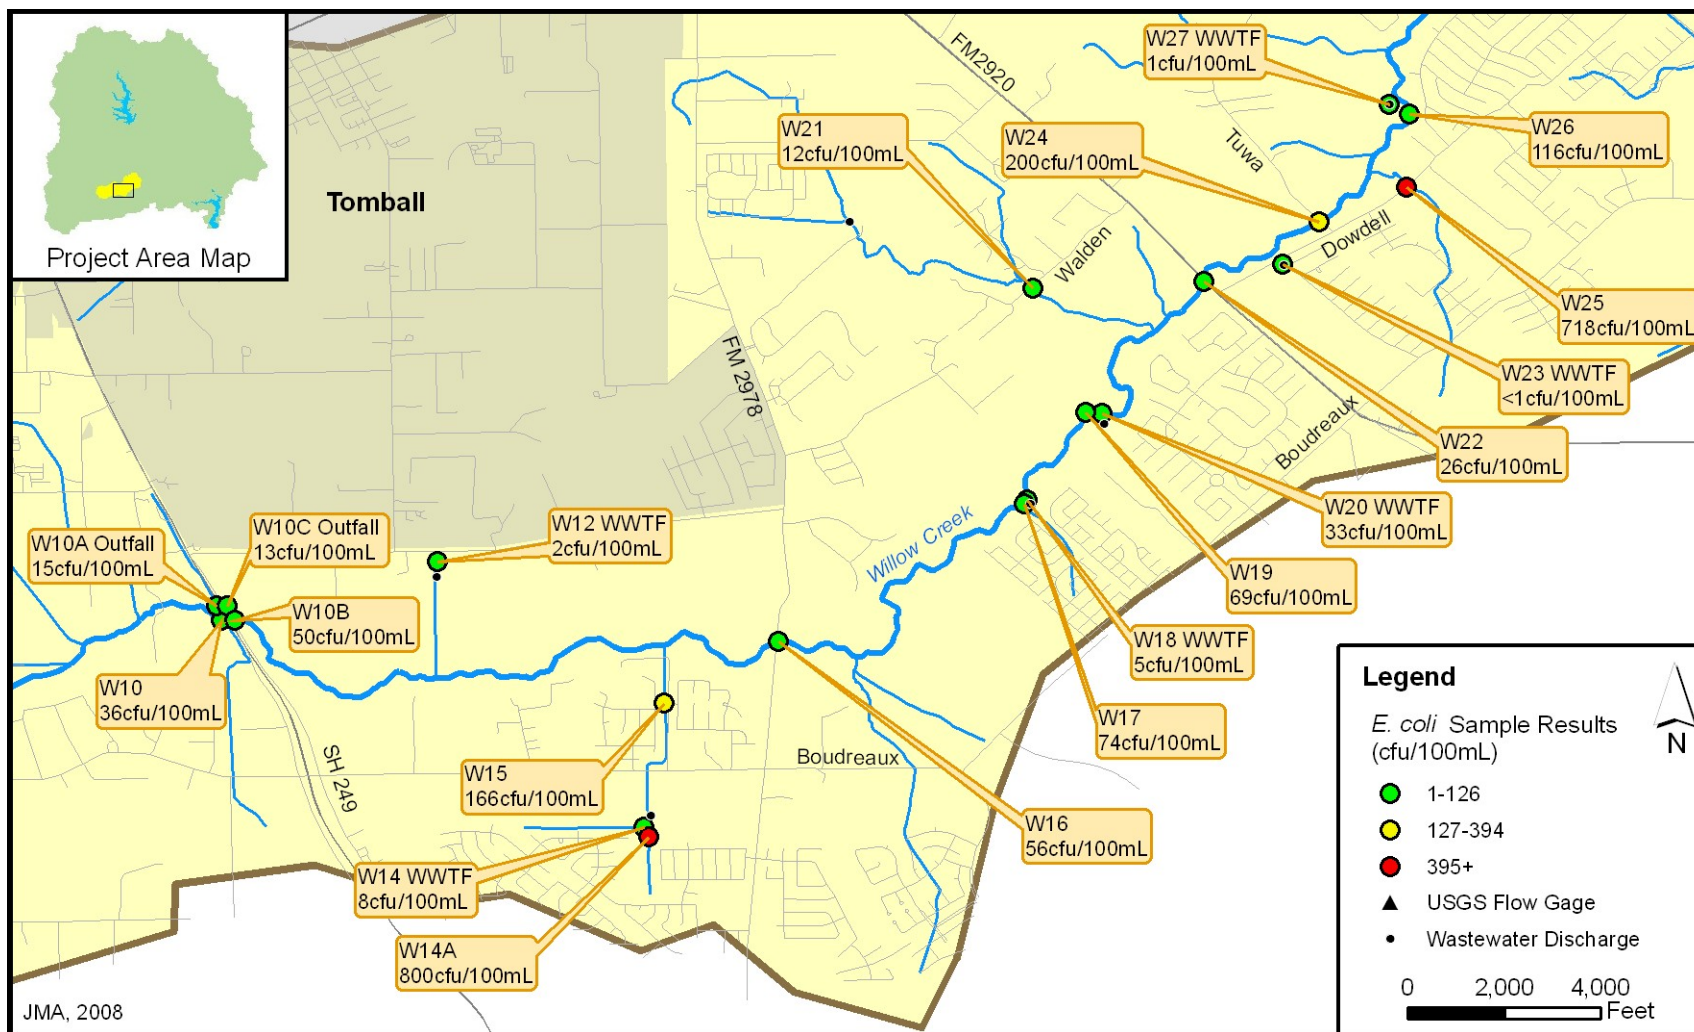 Project Area Map
Tomball
FM2920
Tuwa
Walden
Dowdell
FM 2978
Boudreaux
Willow Creek
SH 249
Boudreaux
W27 WWTF
1cfu/100mL
W26
116cfu/100mL
W21
12cfu/100mL
W24
200cfu/100mL
W25
718cfu/100mL
W23 WWTF
<1cfu/100mL
W22
26cfu/100mL
W20 WWTF
33cfu/100mL
W19
69cfu/100mL
W18 WWTF
5cfu/100mL
W17
74cfu/100mL
W16
56cfu/100mL
W10A Outfall
15cfu/100mL
W10C Outfall
13cfu/100mL
W12 WWTF
2cfu/100mL
W10B
50cfu/100mL
W10
36cfu/100mL
W15
166cfu/100mL
W14 WWTF
8cfu/100mL
W14A
800cfu/100mL
Legend
E. coli Sample Results
(cfu/100mL)
1-126
127-394
395+
USGS Flow Gage
Wastewater Discharge
N
0 2,000 4,000
Feet
JMA, 2008